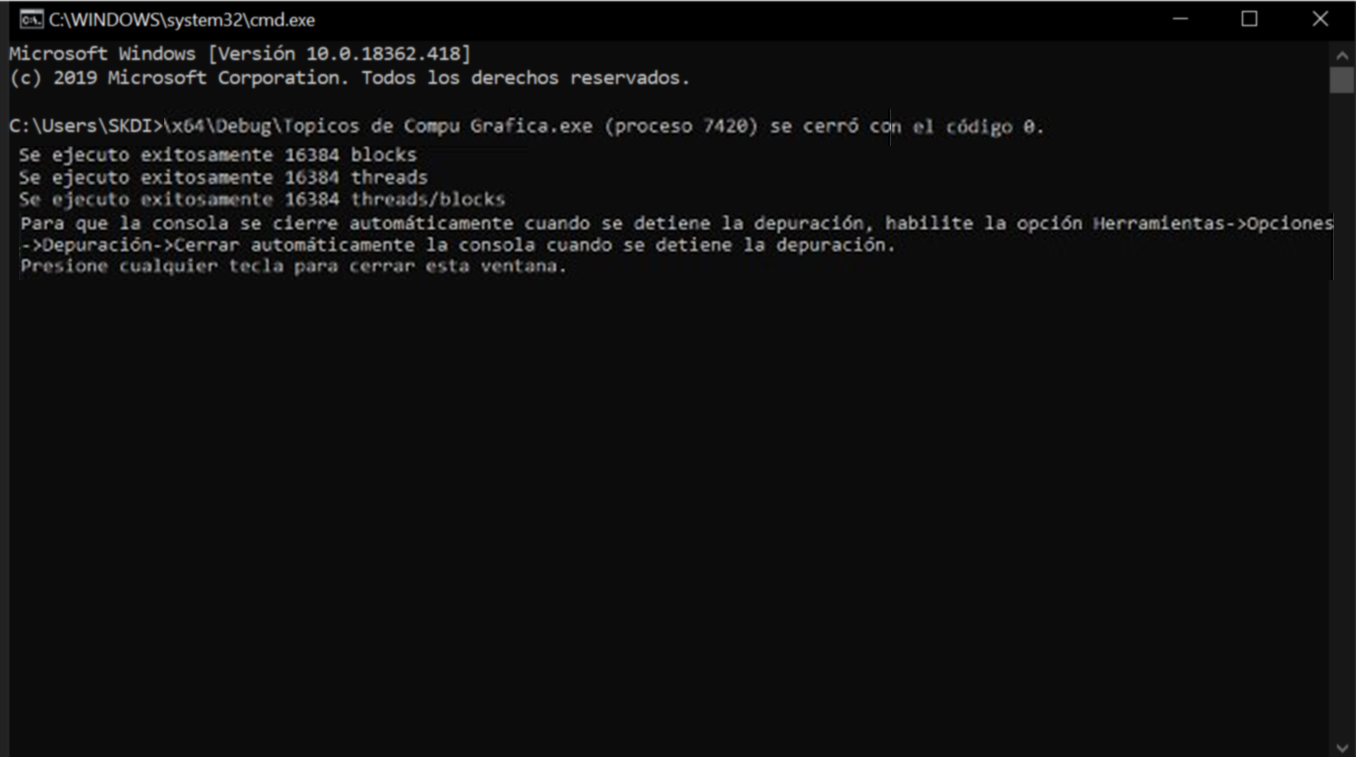 C:\WINDOWS\system32\cmd.exe
Microsoft Windows [Versión 10.0.18362.418]
(c) 2019 Microsoft Corporation. Todos los derechos reservados.
C:\Users\SKDI>\x64\Debug\Topicos de Compu Grafica.exe (proceso 7420) se cerró con el código 0.
Se ejecuto exitosamente 16384 blocks
Se ejecuto exitosamente 16384 threads
Se ejecuto exitosamente 16384 threads/blocks
Para que la consola se cierre automáticamente cuando se detiene la depuración, habilite la opción Herramientas->Opciones
->Depuración->Cerrar automáticamente la consola cuando se detiene la depuración.
Presione cualquier tecla para cerrar esta ventana.